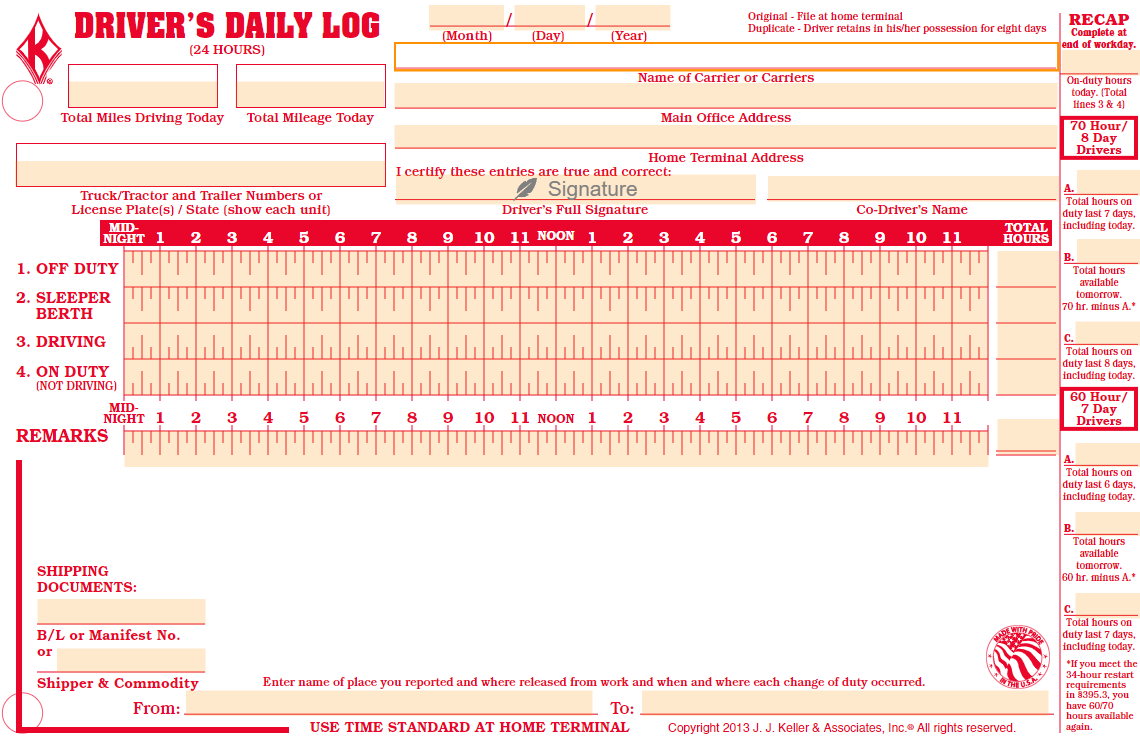 K
®
DRIVER'S DAILY LOG
(24 HOURS)
/ /
(Month) (Day) (Year)
Original - File at home terminal
Duplicate - Driver retains in his/her possession for eight days
Total Miles Driving Today
Total Mileage Today
Name of Carrier or Carriers
Main Office Address
Home Terminal Address
Truck/Tractor and Trailer Numbers or
License Plate(s) / State (show each unit)
I certify these entries are true and correct:
Signature
Driver's Full Signature
Co-Driver's Name
MID-
NIGHT 1 2 3 4 5 6 7 8 9 10 11 NOON 1 2 3 4 5 6 7 8 9 10 11
TOTAL
HOURS
1. OFF DUTY
2. SLEEPER
BERTH
3. DRIVING
4. ON DUTY
(NOT DRIVING)
MID-
NIGHT 1 2 3 4 5 6 7 8 9 10 11 NOON 1 2 3 4 5 6 7 8 9 10 11
REMARKS
SHIPPING
DOCUMENTS:
B/L or Manifest No.
or
Shipper & Commodity
Enter name of place you reported and where released from work and when and where each change of duty occurred.
From: To:
USE TIME STANDARD AT HOME TERMINAL
Copyright 2013 J. J. Keller & Associates, Inc.® All rights reserved.
MADE WITH PRIDE
IN THE U.S.A.
RECAP
Complete at
end of workday.
On-duty hours
today. (Total
lines 3 & 4)
70 Hour/
8 Day
Drivers
A.
Total hours on
duty last 7 days,
including today.
B.
Total hours
available
tomorrow.
70 hr. minus A.*
C.
Total hours on
duty last 8 days,
including today.
60 Hour/
7 Day
Drivers
A.
Total hours on
duty last 6 days,
including today.
B.
Total hours
available
tomorrow.
60 hr. minus A.*
C.
Total hours on
duty last 7 days,
including today.
*If you meet the
34-hour restart
requirements
in §395.3, you
have 60/70
hours available
again.